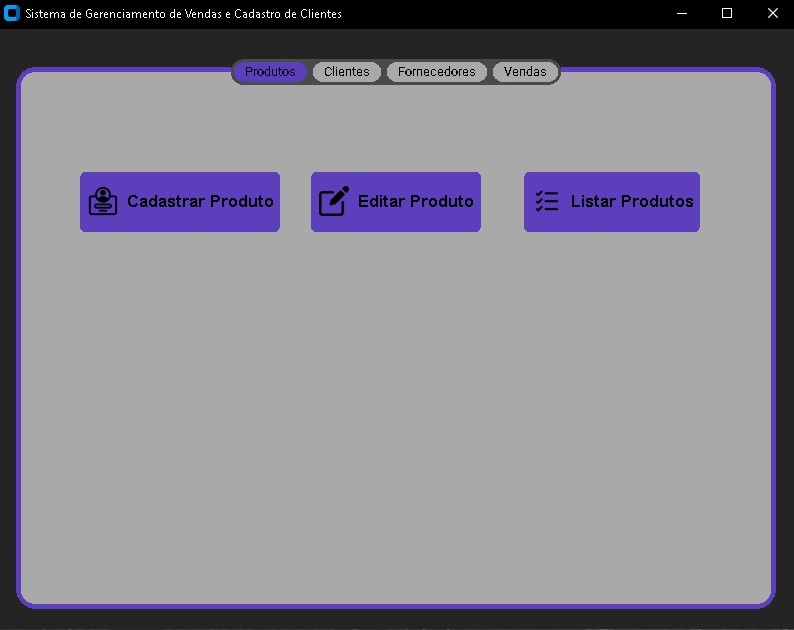 Sistema de Gerenciamento de Vendas e Cadastro de Clientes
Produtos Clientes Fornecedores Vendas
Cadastrar Produto Editar Produto Listar Produtos